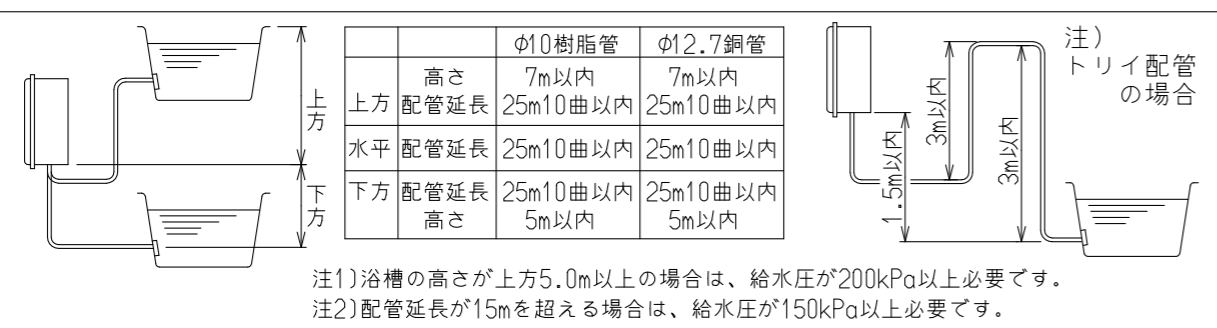 上方
下方
φ10樹脂管 φ12.7銅管
上方 高さ 7m以内 7m以内
配管延長 25m10曲以内 25m10曲以内
水平 配管延長 25m10曲以内 25m10曲以内
下方 配管延長 25m10曲以内 25m10曲以内
高さ 5m以内 5m以内
注)
トリイ配管
の場合
3m以内
3m以内
1.5m以内
注1)浴槽の高さが上方5.0m以上の場合は、給水圧が200kPa以上必要です。
注2)配管延長が15mを超える場合は、給水圧が150kPa以上必要です。